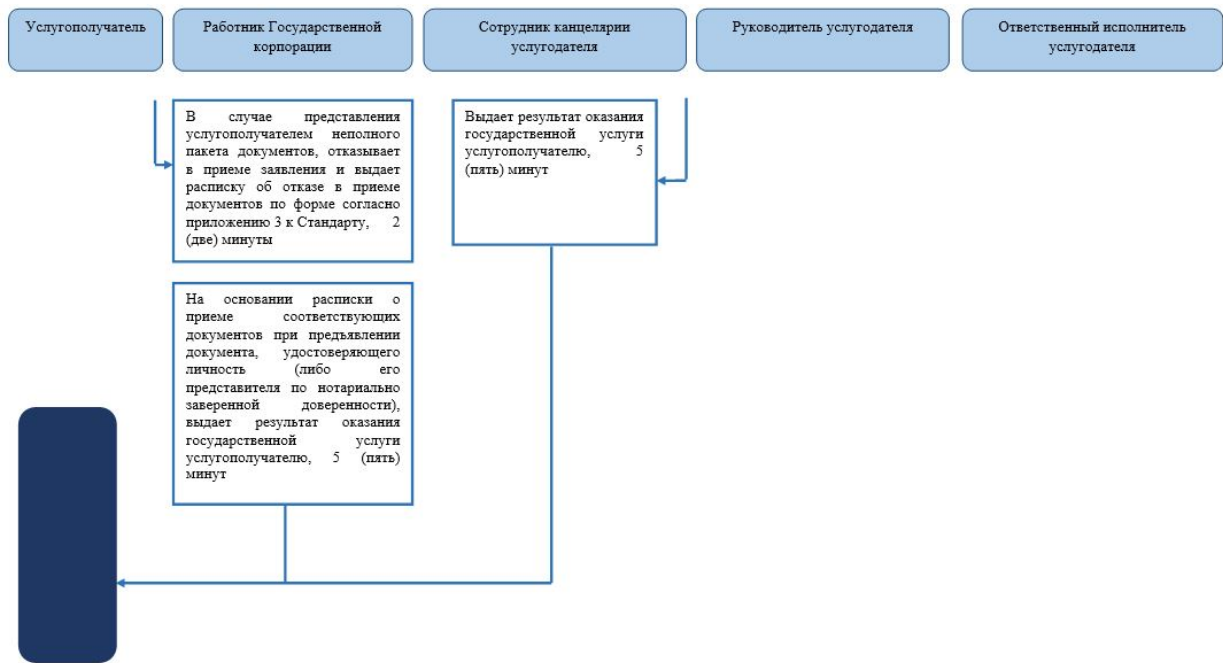 Услугополучатель
Работник Государственной
корпорации
Сотрудник канцелярии
услугодателя
Руководитель услугодателя
Ответственный исполнитель
услугодателя
В случае представления
услугополучателем неполного
пакета документов, отказывает
в приеме заявления и выдает
расписку об отказе в приеме
документов по форме согласно
приложению 3 к Стандарту, 2
(две) минуты
Выдает результат оказания
государственной услуги
услугополучателю, 5
(пять) минут
На основании расписки о
приеме соответствующих
документов при предъявлении
документа, удостоверяющего
личность (либо его
представителя по нотариально
заверенной доверенности),
выдает результат оказания
государственной услуги
услугополучателю, 5 (пять)
минут